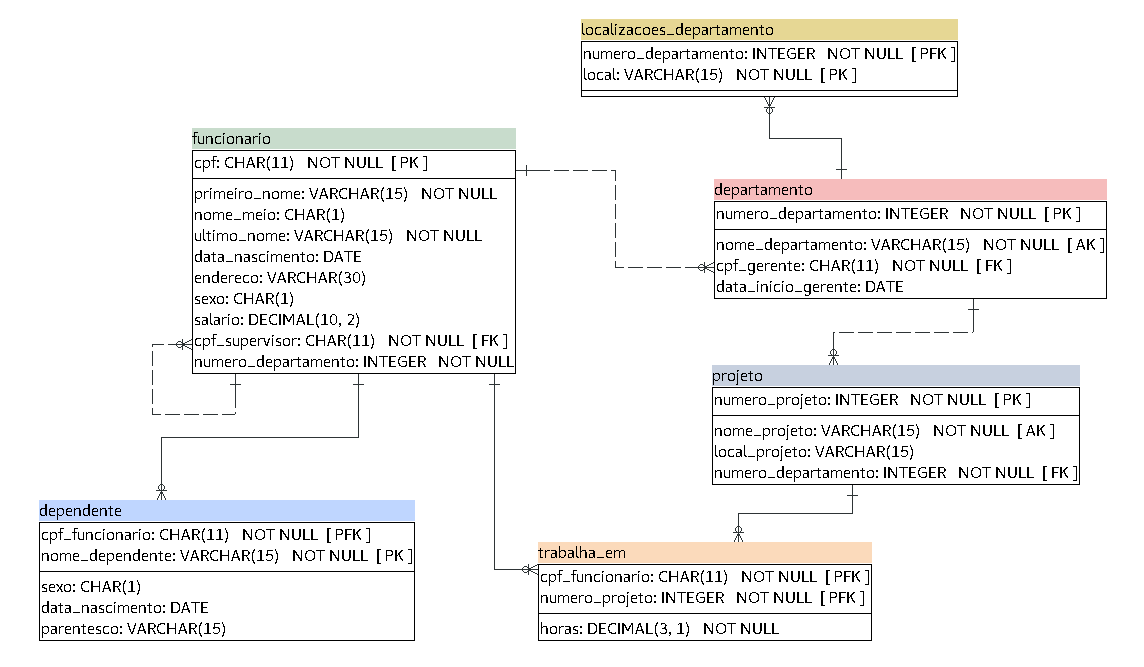 localizacoes_departamento
numero_departamento: INTEGER NOT NULL [ PFK ]
local: VARCHAR(15) NOT NULL [ PK ]
funcionario
cpf: CHAR(11) NOT NULL [ PK ]
primeiro_nome: VARCHAR(15) NOT NULL
nome_meio: CHAR(1)
ultimo_nome: VARCHAR(15) NOT NULL
data_nascimento: DATE
endereco: VARCHAR(30)
sexo: CHAR(1)
salario: DECIMAL(10, 2)
cpf_supervisor: CHAR(11) NOT NULL [ FK ]
numero_departamento: INTEGER NOT NULL
departamento
numero_departamento: INTEGER NOT NULL [ PK ]
nome_departamento: VARCHAR(15) NOT NULL [ AK ]
cpf_gerente: CHAR(11) NOT NULL [ FK ]
data_inicio_gerente: DATE
projeto
numero_projeto: INTEGER NOT NULL [ PK ]
nome_projeto: VARCHAR(15) NOT NULL [ AK ]
local_projeto: VARCHAR(15)
numero_departamento: INTEGER NOT NULL [ FK ]
dependente
cpf_funcionario: CHAR(11) NOT NULL [ PFK ]
nome_dependente: VARCHAR(15) NOT NULL [ PK ]
sexo: CHAR(1)
data_nascimento: DATE
parentesco: VARCHAR(15)
trabalha_em
cpf_funcionario: CHAR(11) NOT NULL [ PFK ]
numero_projeto: INTEGER NOT NULL [ PFK ]
horas: DECIMAL(3, 1) NOT NULL